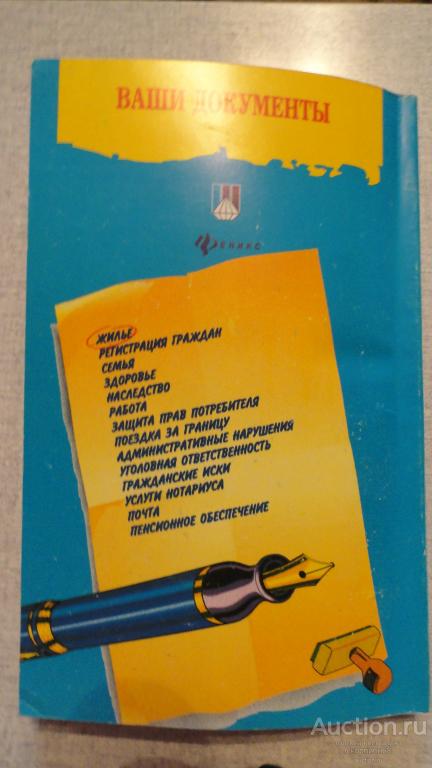 ВАШИ ДОКУМЕНТЫ
Феникс
ЖИЛЬЕ
РЕГИСТРАЦИЯ ГРАЖДАН
СЕМЬЯ
ЗДОРОВЬЕ
НАСЛЕДСТВО
РАБОТА
ЗАЩИТА ПРАВ ПОТРЕБИТЕЛЯ
ПОЕЗДКА ЗА ГРАНИЦУ
АДМИНИСТРАТИВНЫЕ НАРУШЕНИЯ
УГОЛОВНАЯ ОТВЕТСТВЕННОСТЬ
ГРАЖДАНСКИЕ ИСКИ
УСЛУГИ НОТАРИУСА
ПОЧТА
ПЕНСИОННОЕ ОБЕСПЕЧЕНИЕ
Auction.ru